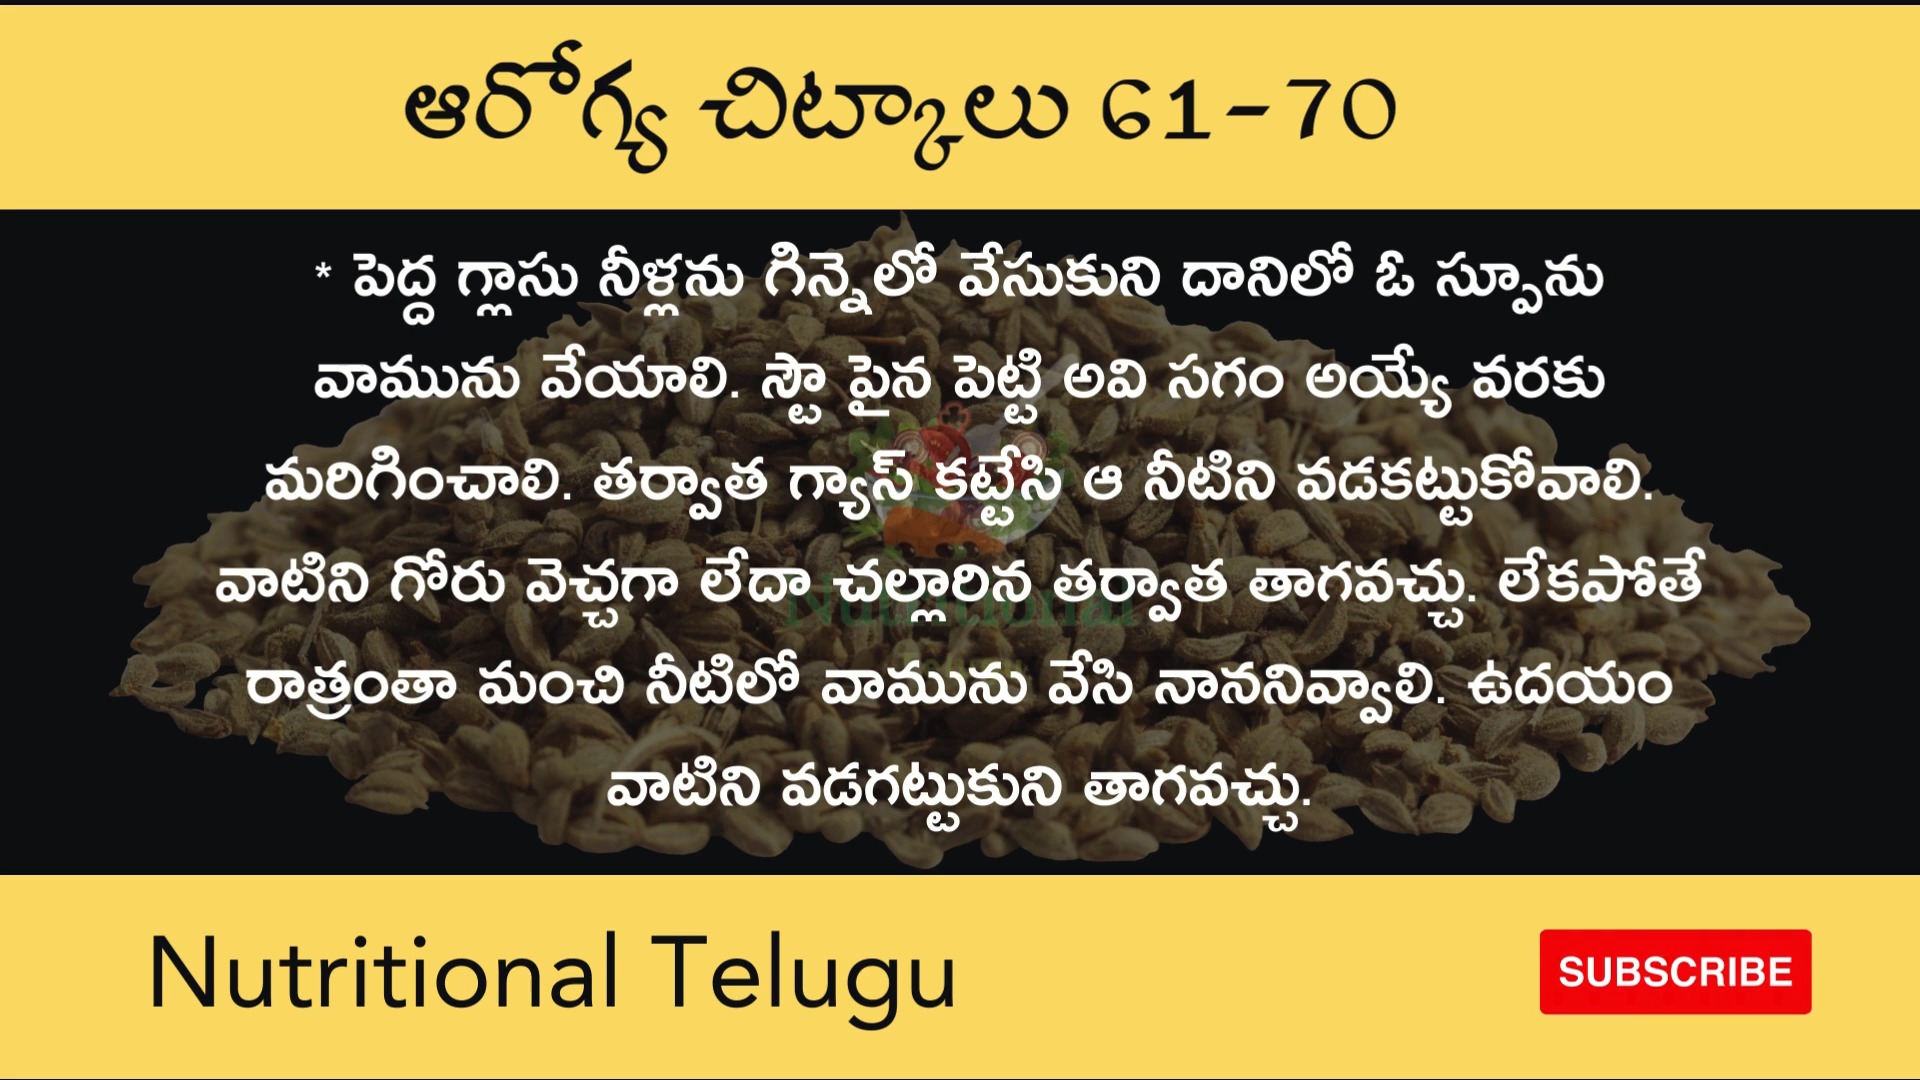 ఆరోగ్య చిట్కాలు 61-70
* పెద్ద గ్లాసు నీళ్లను గిన్నెలో వేసుకుని దానిలో ఓ స్పూను
వామును వేయాలి. స్టౌ పైన పెట్టి అవి సగం అయ్యే వరకు
మరిగించాలి. తర్వాత గ్యాస్ కట్టేసి ఆ నీటిని వడకట్టుకోవాలి.
వాటిని గోరు వెచ్చగా లేదా చల్లారిన తర్వాత తాగవచ్చు. లేకపోతే
రాత్రంతా మంచి నీటిలో వామును వేసి నాననివ్వాలి. ఉదయం
వాటిని వడగట్టుకుని తాగవచ్చు.
Nutritional
Nutritional Telugu
SUBSCRIBE